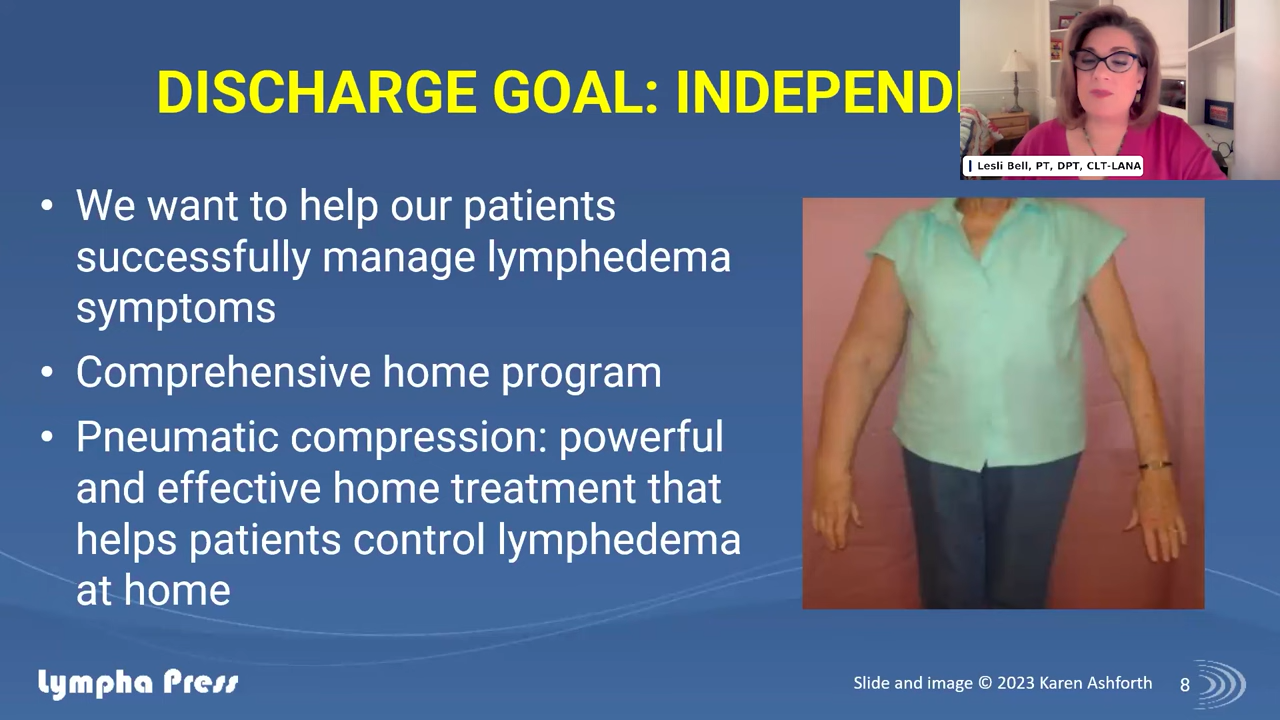 DISCHARGE GOAL: INDEPEND
Lesli Bell, PT, DPT, CLT-LANA
• We want to help our patients
successfully manage lymphedema
symptoms
• Comprehensive home program
• Pneumatic compression: powerful
and effective home treatment that
helps patients control lymphedema
at home
Lympha Press
Slide and image © 2023 Karen Ashforth
8